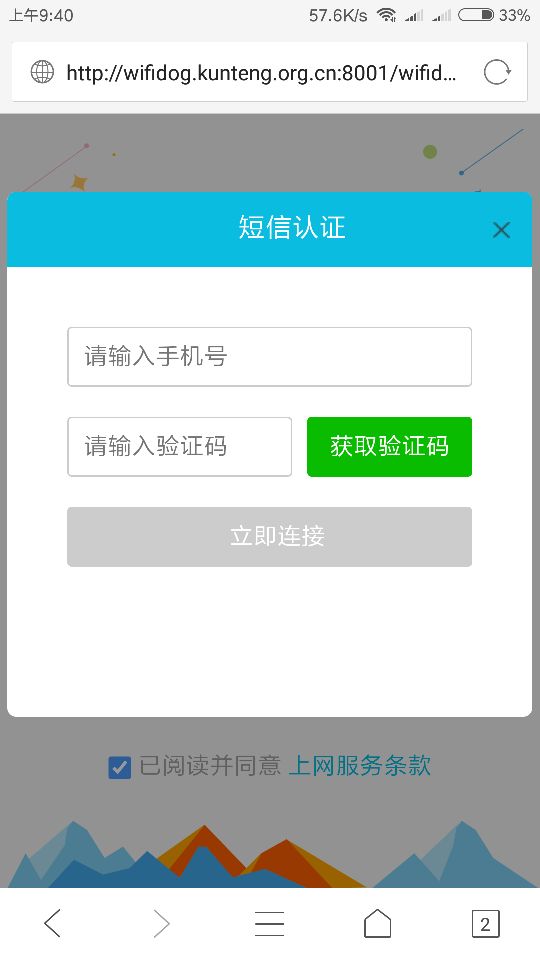 上午9:40
57.6K/s
33%
http://wifidog.kunteng.org.cn:8001/wifid...
短信认证
请输入手机号
请输入验证码
获取验证码
立即连接
已阅读并同意 上网服务条款
2